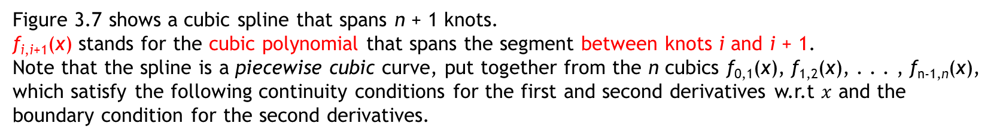 Figure 3.7 shows a cubic spline that spans n + 1 knots.
f_{i,i+1}(x) stands for the cubic polynomial that spans the segment between knots i and i + 1.
Note that the spline is a piecewise cubic curve, put together from the n cubics f_{0,1}(x), f_{1,2}(x), . . . , f_{n-1,n}(x),
which satisfy the following continuity conditions for the first and second derivatives w.r.t x and the
boundary condition for the second derivatives.